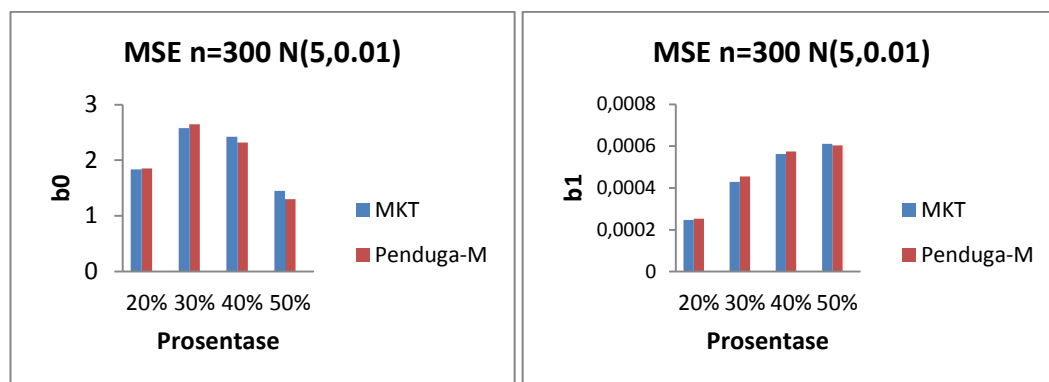 MSE n=300 N(5,0.01)
3
2
1
0
b0
20% 30% 40% 50%
Prosentase
MKT
Penduga-M
MSE n=300 N(5,0.01)
0,0008
0,0006
0,0004
0,0002
0
b1
20% 30% 40% 50%
Prosentase
MKT
Penduga-M